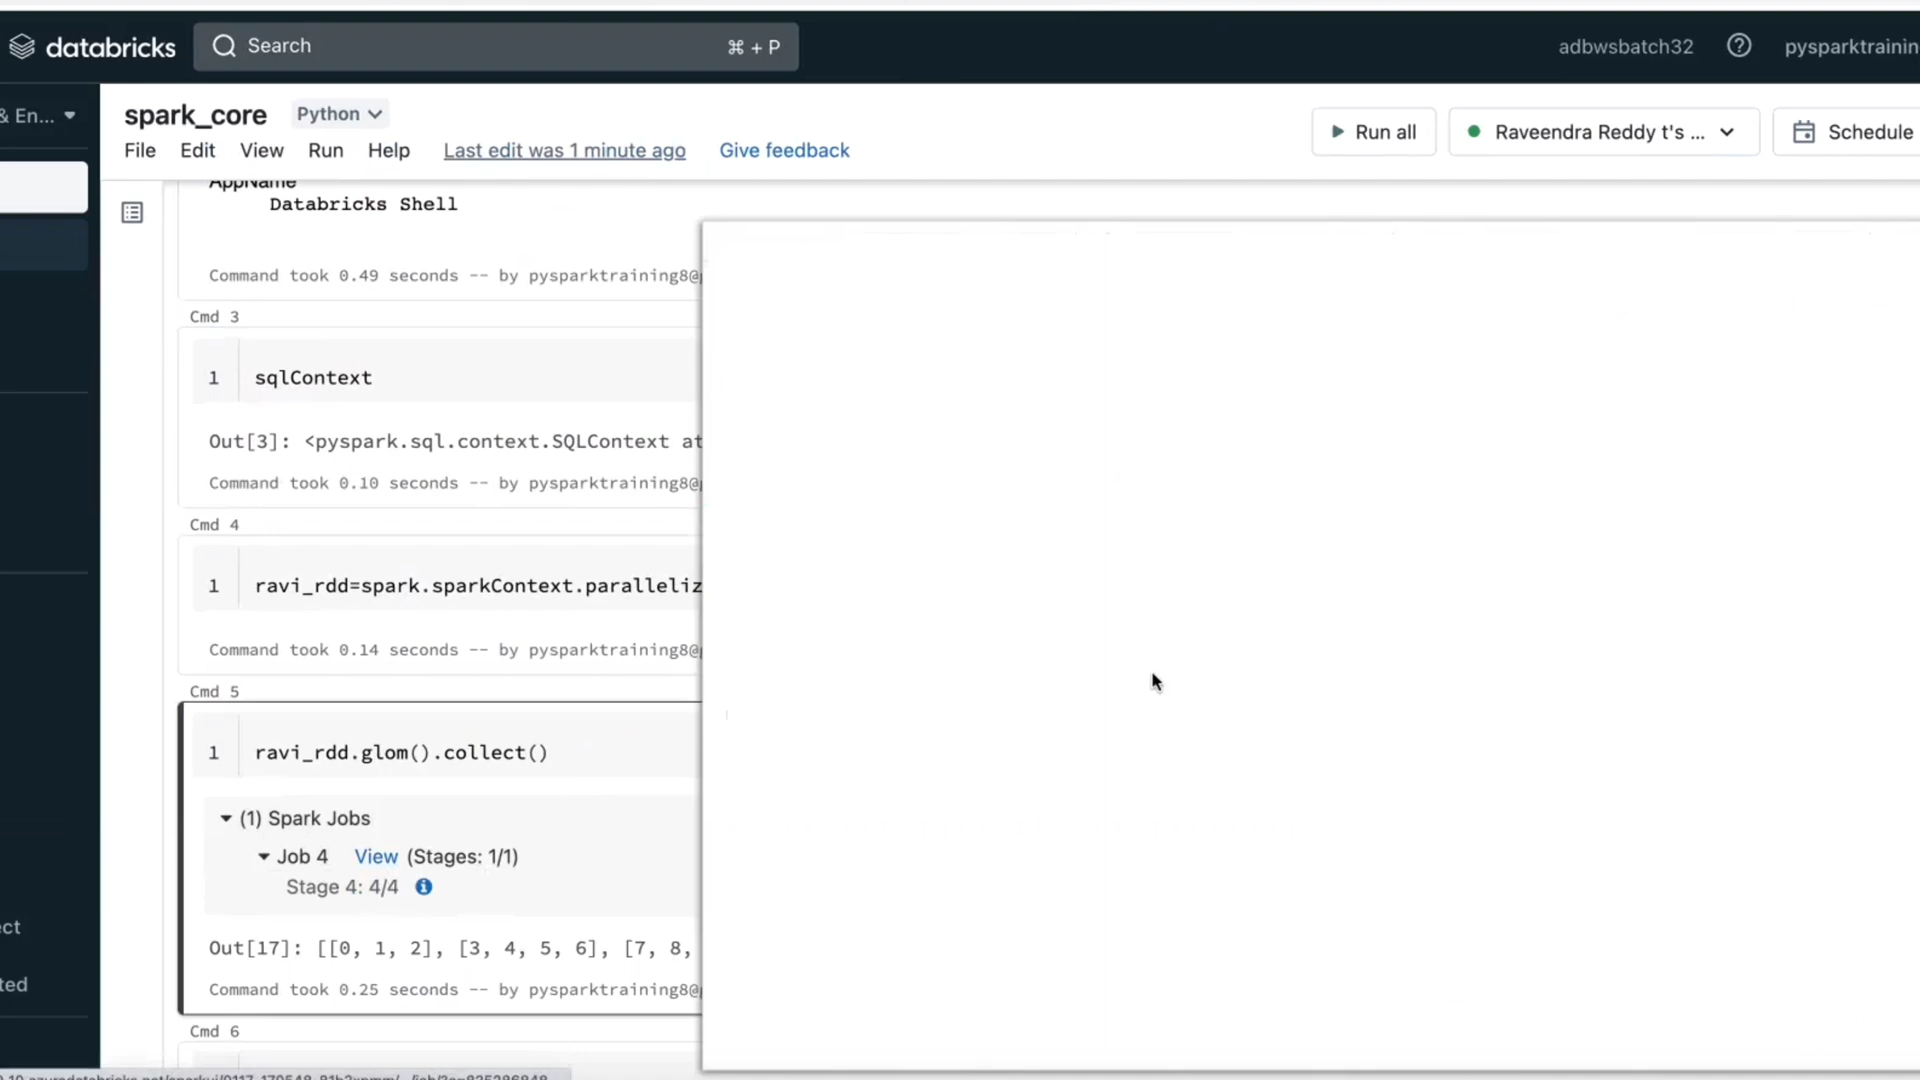 databricks
Search
⌘ + P
adbwsbatch32
pysparktrainin
& En...
spark_core
Python
File Edit View Run Help Last edit was 1 minute ago Give feedback
Run all
Raveendra Reddy t's ...
Schedule
AppName
Databricks Shell
Command took 0.49 seconds -- by pysparktraining8@
Cmd 3
1 sqlContext
Out[3]: <pyspark.sql.context.SQLContext at
Command took 0.10 seconds -- by pysparktraining8@
Cmd 4
1 ravi_rdd=spark.sparkContext.paralleliz
Command took 0.14 seconds -- by pysparktraining8@
Cmd 5
1 ravi_rdd.glom().collect()
(1) Spark Jobs
Job 4 View (Stages: 1/1)
Stage 4: 4/4
Out[17]: [[0, 1, 2], [3, 4, 5, 6], [7, 8,
Command took 0.25 seconds -- by pysparktraining8@
ect
ted
Cmd 6